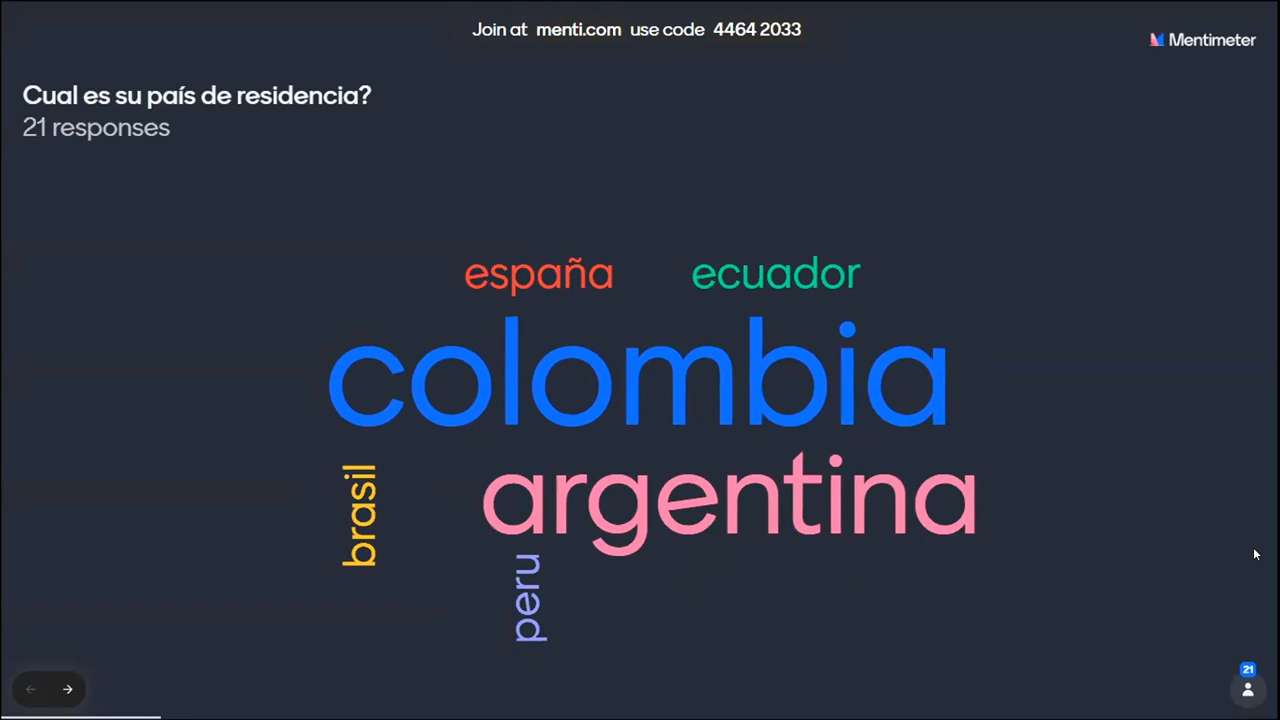 Join at menti.com use code 4464 2033
Mentimeter
Cual es su país de residencia?
21 responses
españa
ecuador
colombia
brasil
argentina
peru
21